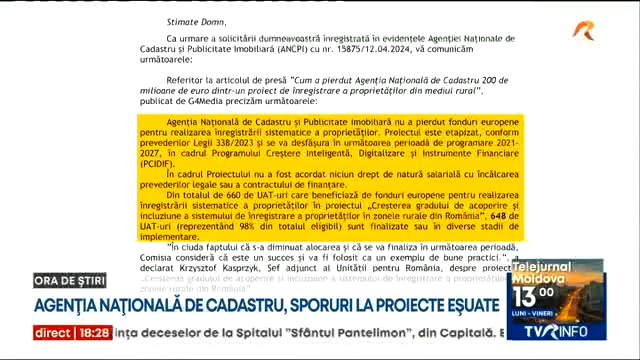 Stimate Domn,
Ca urmare a solicitării dumneavoastră înregistrată în evidențele Agenției Naționale de
Cadastru și Publicitate Imobiliară (ANCPI) cu nr. 15875/12.04.2024, vă comunicăm
următoarele:
Referitor la articolul de presă "Cum a pierdut Agenția Națională de Cadastru 200 de
milioane de euro dintr-un proiect de înregistrare a proprietăților din mediul rural",
publicat de G4Media precizăm următoarele:
Agenția Națională de Cadastru și Publicitate Imobiliară nu a pierdut fonduri europene
pentru realizarea înregistrării sistematice a proprietăților. Proiectul este etapizat, conform
prevederilor Legii 338/2023 și se va desfășura în următoarea perioadă de programare 2021-
2027, în cadrul Programului Creștere Inteligentă, Digitalizare și Instrumente Financiare
(PCIDIF).
În cadrul Proiectului nu a fost acordat niciun drept de natură salarială cu încălcarea
prevederilor legale sau a contractului de finanțare.
Din totalul de 660 de UAT-uri care beneficiază de fonduri europene pentru realizarea
înregistrării sistematice a proprietăților în proiectul „Creșterea gradului de acoperire și
incluziune a sistemului de înregistrare a proprietăților în zonele rurale din România", 648 de
UAT-uri (reprezentând 98% din totalul eligibil) sunt finalizate sau în diverse stadii de
implementare.
"În ciuda faptului că s-a diminuat alocarea și că se va finaliza în următoarea perioadă,
Comisia consideră că este un succes și va fi folosit ca un exemplu de bune practici.", a
declarat Krzysztof Kasprzyk, Șef adjunct al Unității pentru România, despre proiectul
„Creșterea gradului de acoperire și incluziune a sistemului de înregistrare a proprietăților în
zonele rurale din România"
ORA DE ȘTIRI
AGENȚIA NAȚIONALĂ DE CADASTRU, SPORURI LA PROIECTE EȘUATE
direct | 18:28
ința deceselor de la Spitalul "Sfântul Pantelimon", din Capitală. E
Telejurnal
Moldova
13 00
LUNI - VINERI
TVR INFO